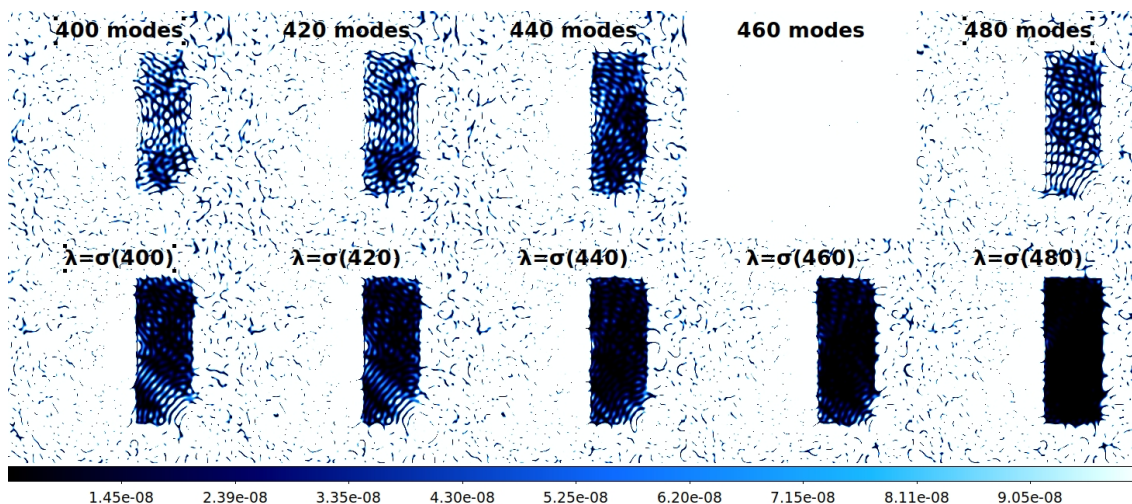 400 modes 420 modes 440 modes 460 modes 480 modes
λ=σ(400) λ=σ(420) λ=σ(440) λ=σ(460) λ=σ(480)
1.45e-08 2.39e-08 3.35e-08 4.30e-08 5.25e-08 6.20e-08 7.15e-08 8.11e-08 9.05e-08